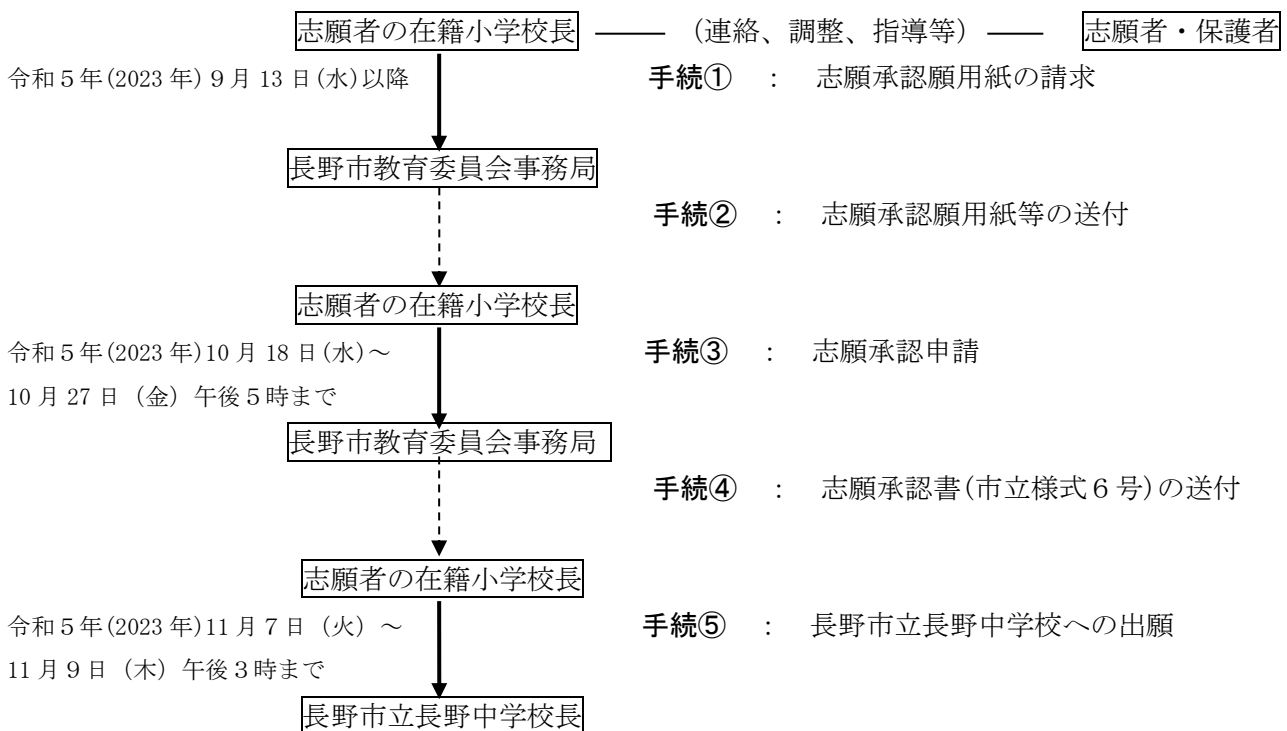 志願者の在籍小学校長 ―― （連絡、調整、指導等）―― 志願者・保護者
令和５年(2023 年) ９月 13 日(水)以降 手続① ： 志願承認願用紙の請求
長野市教育委員会事務局
手続② ： 志願承認願用紙等の送付
志願者の在籍小学校長
令和５年(2023 年)10 月 18 日(水)～ 手続③ ： 志願承認申請
10 月 27 日（金）午後５時まで
長野市教育委員会事務局
手続④ ： 志願承認書(市立様式６号)の送付
志願者の在籍小学校長
令和５年(2023 年)11 月７日（火）～ 手続⑤ ： 長野市立長野中学校への出願
11 月９日（木）午後３時まで
長野市立長野中学校長